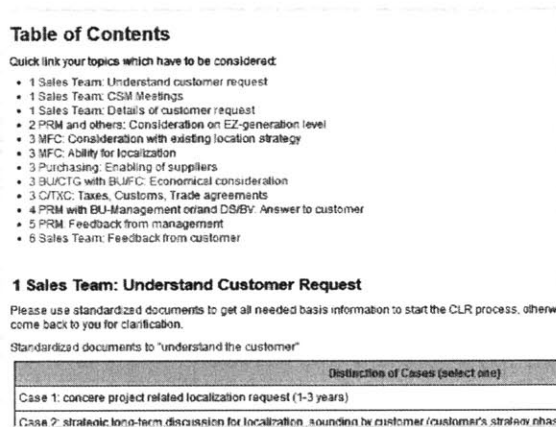 Table of Contents
Quick link your topics which have to be considered:
• 1 Sales Team: Understand customer request
• 1 Sales Team: CSM Meetings
• 1 Sales Team: Details of customer request
• 2 PRM and others: Consideration on EZ-generation level
• 3 MFC: Consideration with existing location strategy
• 3 MFC: Ability for localization
• 3 Purchasing: Enabling of suppliers
• 3 BU/CTG with BU/FC: Economical consideration
• 3 C/TXC: Taxes, Customs, Trade agreements
• 4 PRM with BU-Management or/and DS/BV: Answer to customer
• 5 PRM: Feedback from management
• 6 Sales Team: Feedback from customer
1 Sales Team: Understand Customer Request
Please use standardized documents to get all needed basis information to start the CLR process, otherw
come back to you for clarification.
Standardized documents to "understand the customer"
Distinction of Cases (select one)
Case 1: concere project related localization request (1-3 years)
Case 2: strategic long-term discussion for localization, sounding by customer (customer's strategy phas